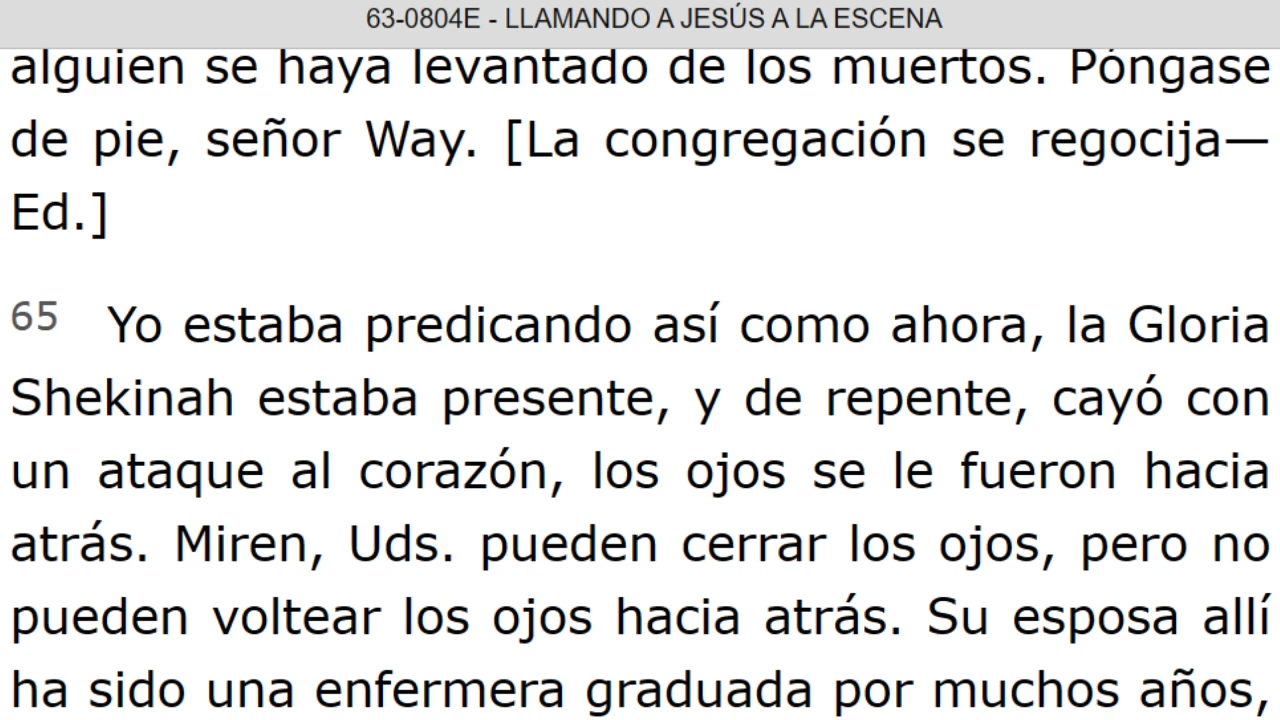 63-0804E - LLAMANDO A JESÚS A LA ESCENA
alguien se haya levantado de los muertos. Póngase
de pie, señor Way. [La congregación se regocija—
Ed.]
65 Yo estaba predicando así como ahora, la Gloria
Shekinah estaba presente, y de repente, cayó con
un ataque al corazón, los ojos se le fueron hacia
atrás. Miren, Uds. pueden cerrar los ojos, pero no
pueden voltear los ojos hacia atrás. Su esposa allí
ha sido una enfermera graduada por muchos años,